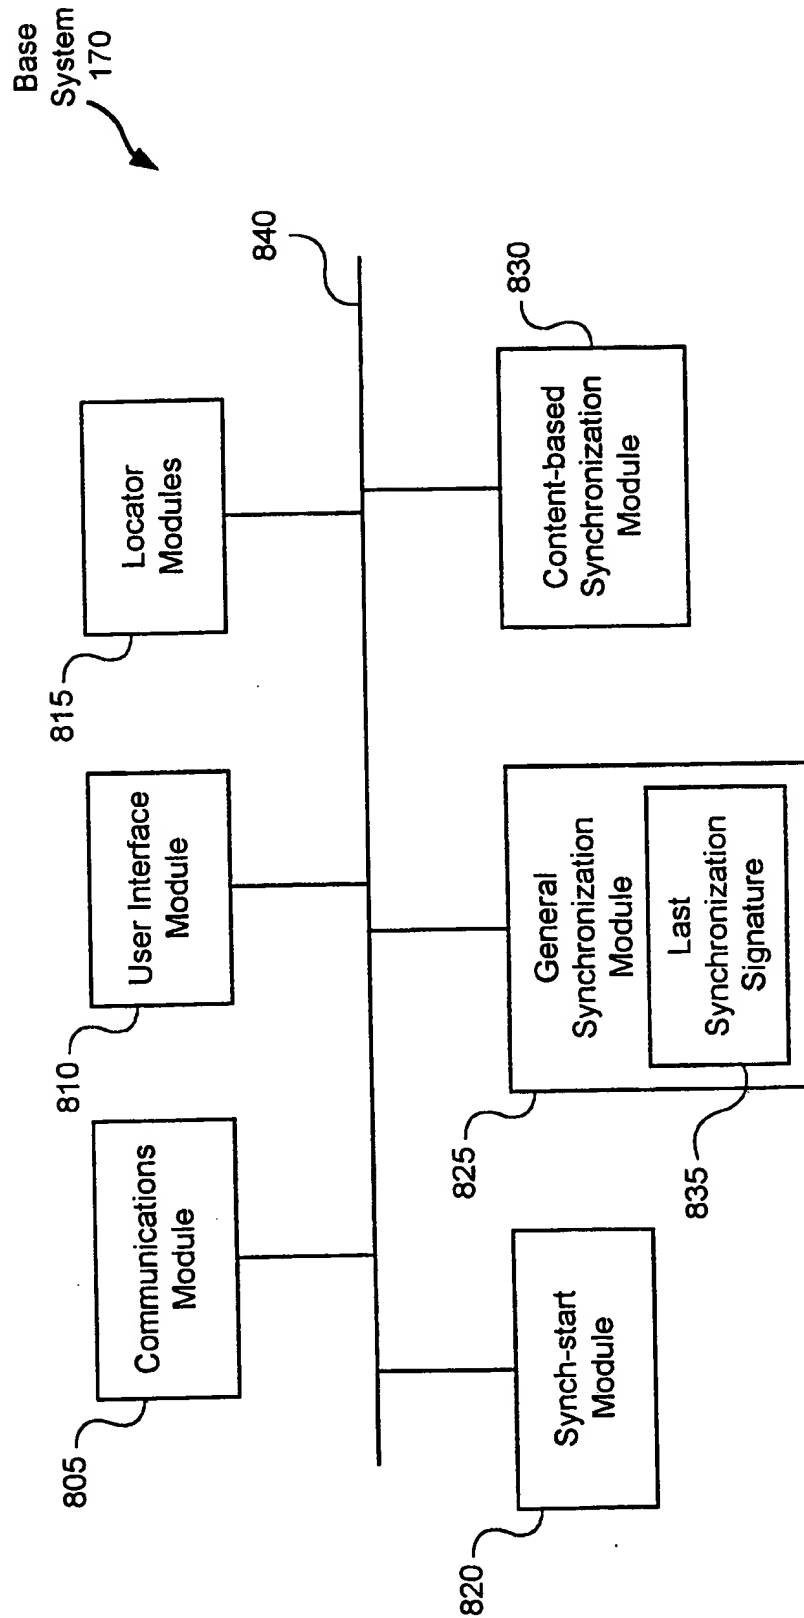 Base
System
170
805
Communications
Module
810
User Interface
Module
815
Locator
Modules
840
820
Synch-start
Module
825
General
Synchronization
Module
835
Last
Synchronization
Signature
830
Content-based
Synchronization
Module